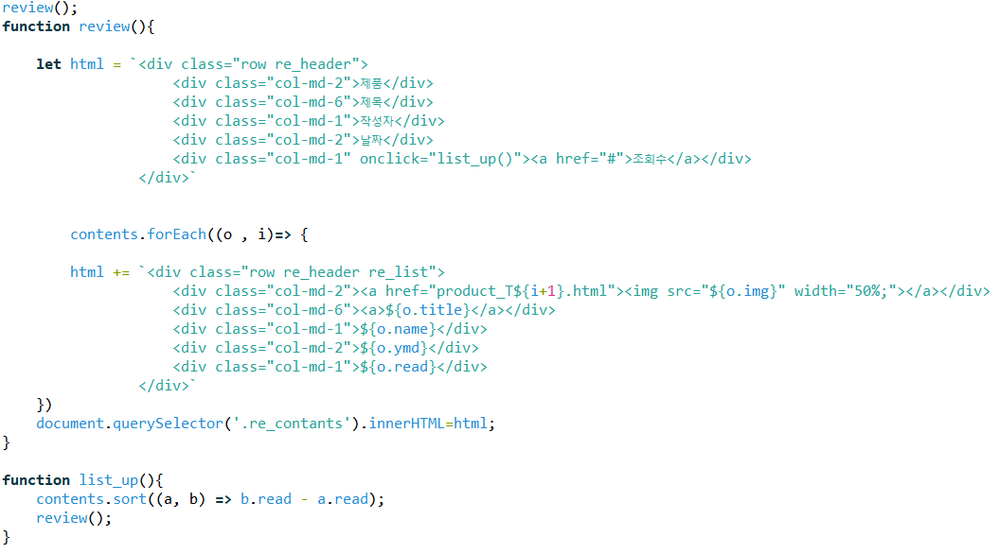 review();
function review(){
let html = `<div class="row re_header">
<div class="col-md-2">제품</div>
<div class="col-md-6">제목</div>
<div class="col-md-1">작성자</div>
<div class="col-md-2">날짜</div>
<div class="col-md-1" onclick="list_up()"><a href="#">조회수</a></div>
</div>`
contents.forEach((o , i)=> {
html += `<div class="row re_header re_list">
<div class="col-md-2"><a href="product_T${i+1}.html"><img src="${o.img}" width="50%;"></a></div>
<div class="col-md-6"><a>${o.title}</a></div>
<div class="col-md-1">${o.name}</div>
<div class="col-md-2">${o.ymd}</div>
<div class="col-md-1">${o.read}</div>
</div>`
})
document.querySelector('.re_contants').innerHTML=html;
}
function list_up(){
contents.sort((a, b) => b.read - a.read);
review();
}